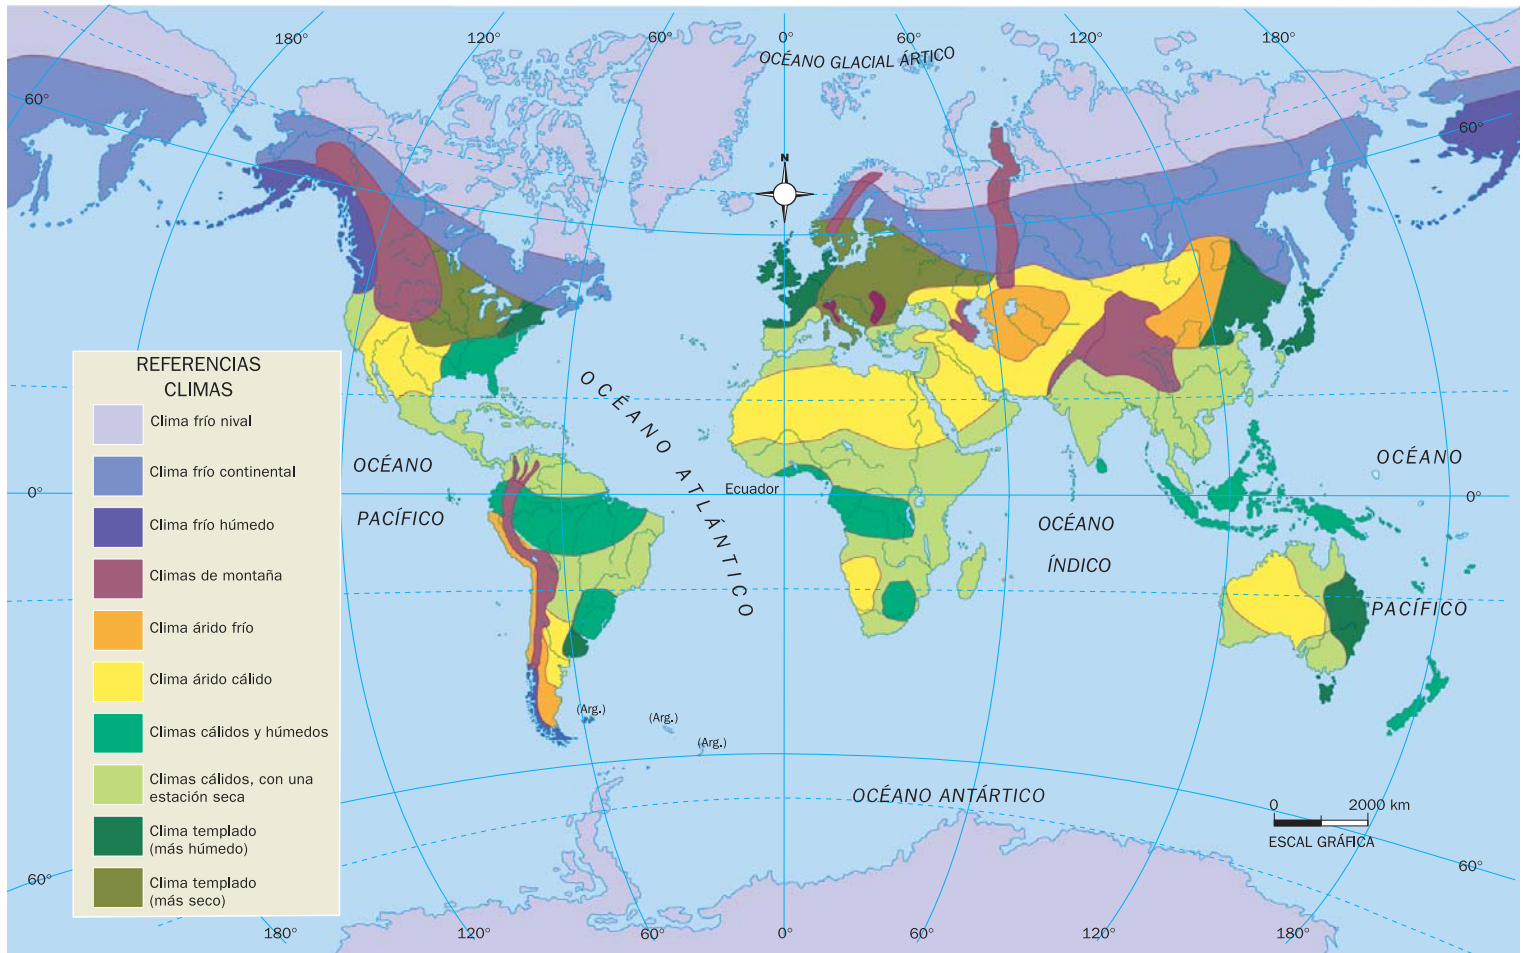 180°
120°
60°
0°
60°
120°
180°
OCÉANO GLACIAL ÁRTICO
60°
60°
N
REFERENCIAS
CLIMAS
Clima frío nival
Clima frío continental
Clima frío húmedo
Climas de montaña
Clima árido frío
Clima árido cálido
Climas cálidos y húmedos
Climas cálidos, con una
estación seca
Clima templado
(más húmedo)
Clima templado
(más seco)
OCÉANO ATLÁNTICO
OCÉANO
PACÍFICO
0°
Ecuador
OCÉANO
ÍNDICO
OCÉANO
0°
PACÍFICO
(Arg.)
(Arg.)
(Arg.)
OCÉANO ANTÁRTICO
0
2000 km
ESCAL GRÁFICA
60°
60°
180°
120°
60°
0°
60°
120°
180°